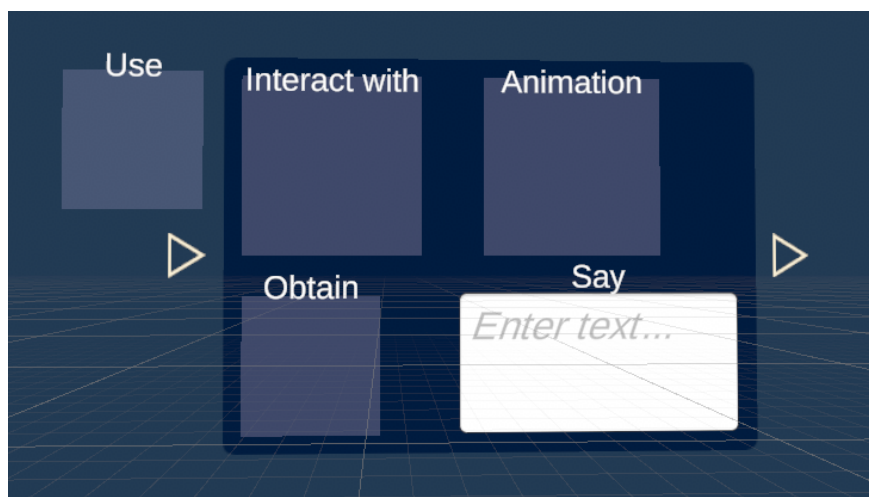 Use
Interact with
Animation
Obtain
Say
Enter text...